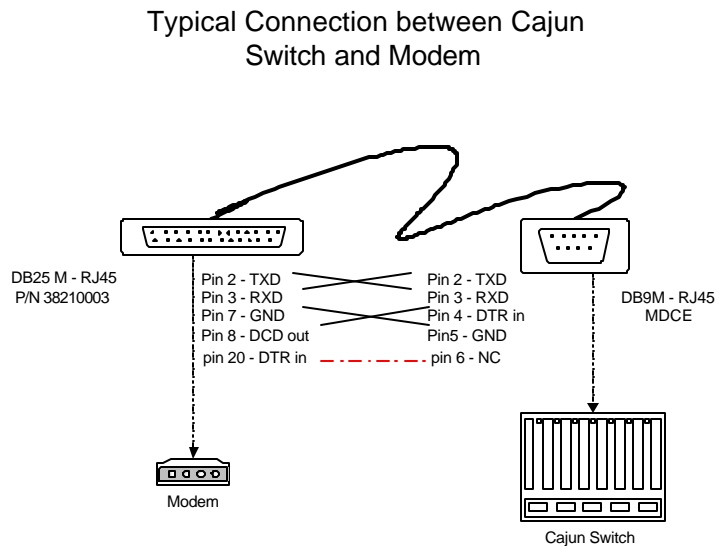 Typical Connection between Cajun
Switch and Modem
DB25 M - RJ45
P/N 38210003
Pin 2 - TXD
Pin 3 - RXD
Pin 7 - GND
Pin 8 - DCD out
pin 20 - DTR in
Pin 2 - TXD
Pin 3 - RXD
Pin 4 - DTR in
Pin5 - GND
pin 6 - NC
DB9M - RJ45
MDCE
Modem
Cajun Switch